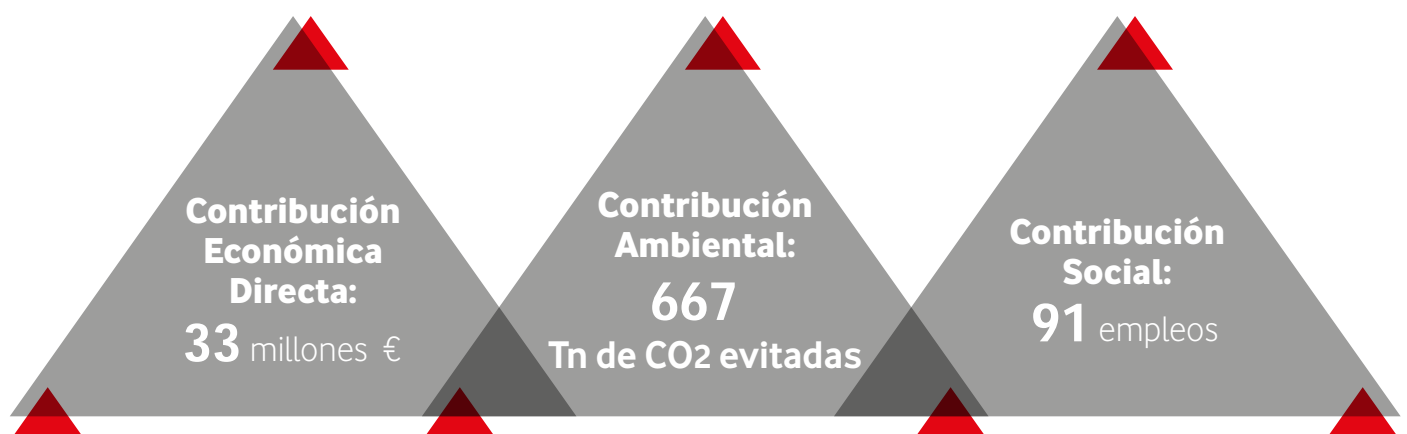 Contribución
Económica
Directa:
33 millones €
Contribución
Ambiental:
667
Tn de CO2 evitadas
Contribución
Social:
91 empleos